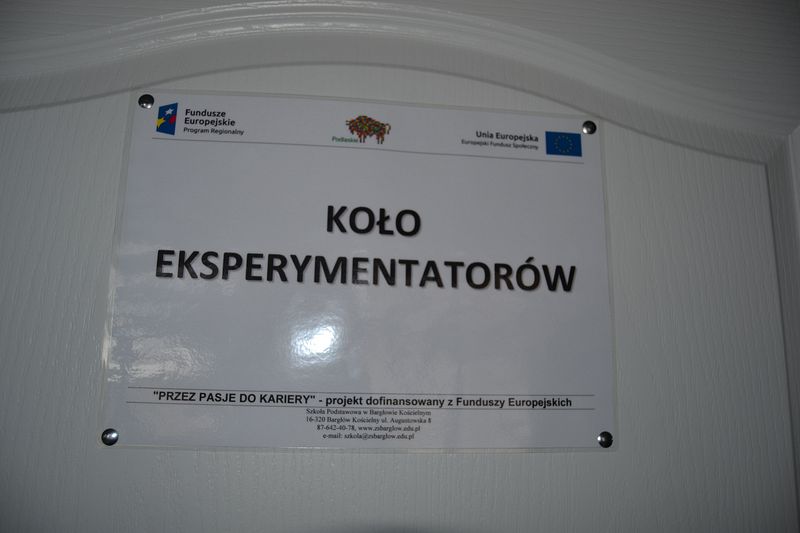 Fundusze
Europejskie
Program Regionalny
Podlaskie
Unia Europejska
Europejski Fundusz Społeczny
KOŁO
EKSPERYMENTATORÓW
"PRZEZ PASJE DO KARIERY" - projekt dofinansowany z Funduszy Europejskich
Szkoła Podstawowa w Bargłowie Kościelnym
16-320 Bargłów Kościelny ul. Augustowska 8
87-642-40-78, www.zsbarglow.edu.pl
e-mail: szkola@zsbarglow.edu.pl